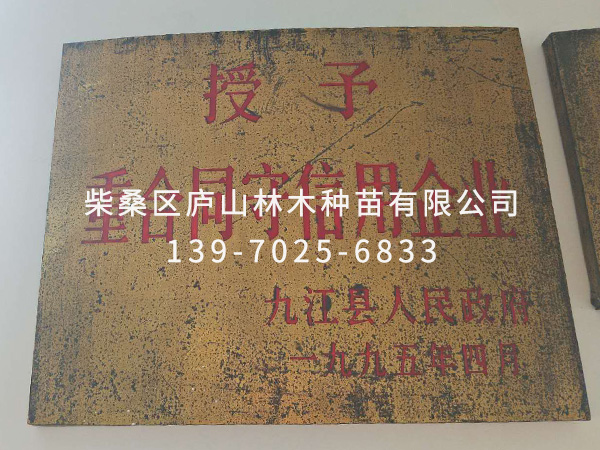 授予
重合同守信用企业
柴桑区庐山林木种苗有限公司
139-7025-6833
九江县人民政府
一九九五年四月